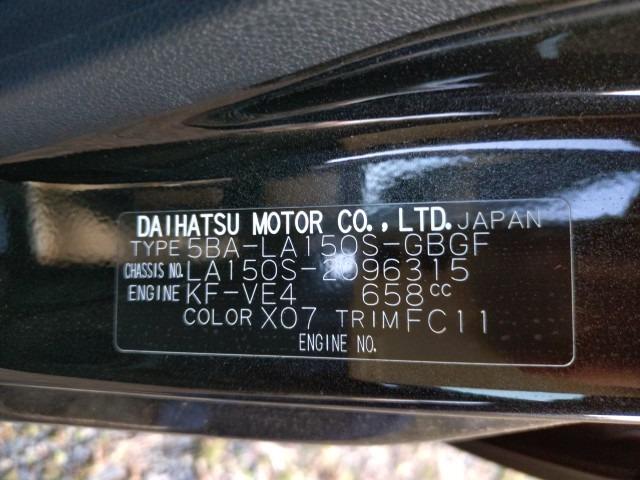 DAIHATSU MOTOR CO., LTD. JAPAN
TYPE 5BA-LA150S-GBGF
CHASSIS NO. LA150S-2096315
ENGINE KF-VE4 658cc
COLOR X07 TRIM FC11
ENGINE NO.